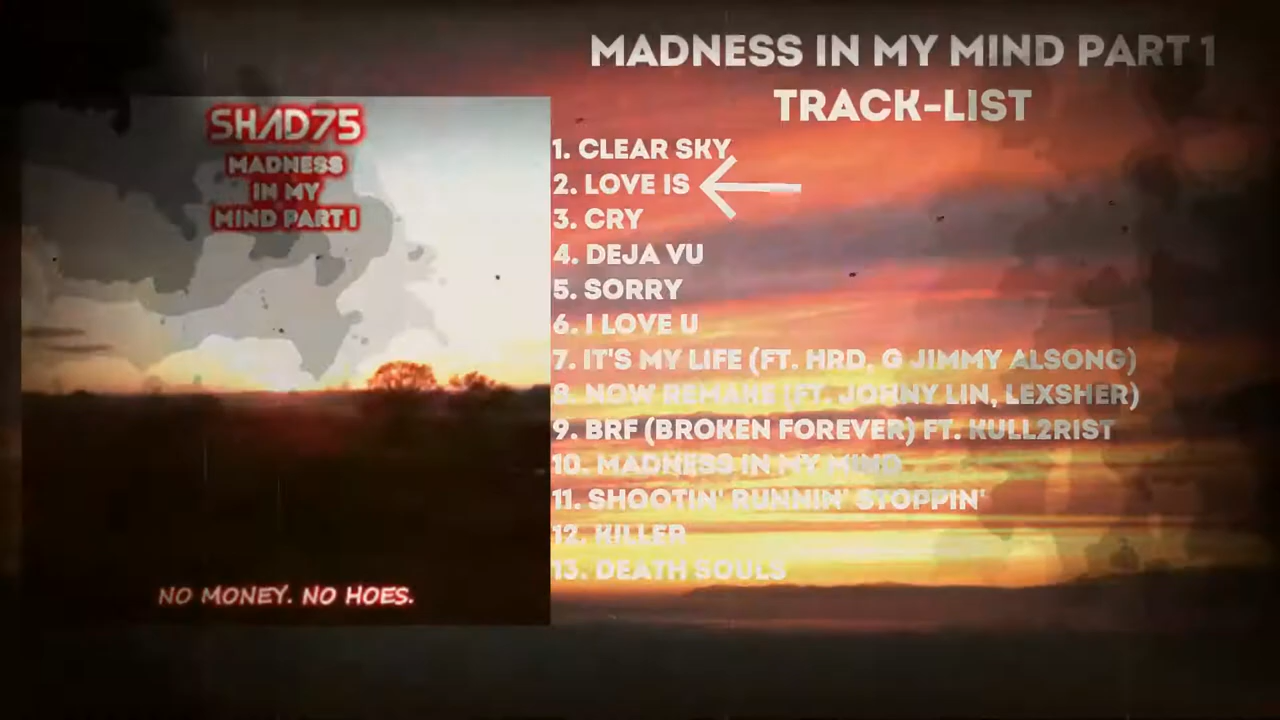 MADNESS IN MY MIND PART 1
TRACK-LIST
SHAD75
MADNESS
IN MY
MIND PART I
NO MONEY. NO HOES.
1. CLEAR SKY
2. LOVE IS
3. CRY
4. DEJA VU
5. SORRY
6. I LOVE U
7. IT'S MY LIFE (FT. HRD, G JIMMY ALSONG)
8. NOW REMAKE (FT. JOHNY LIN, LEXSHER)
9. BRF (BROKEN FOREVER) FT. KULL2RIST
10. MADNESS IN MY MIND
11. SHOOTIN' RUNNIN' STOPPIN'
12. KILLER
13. DEATH SOULS